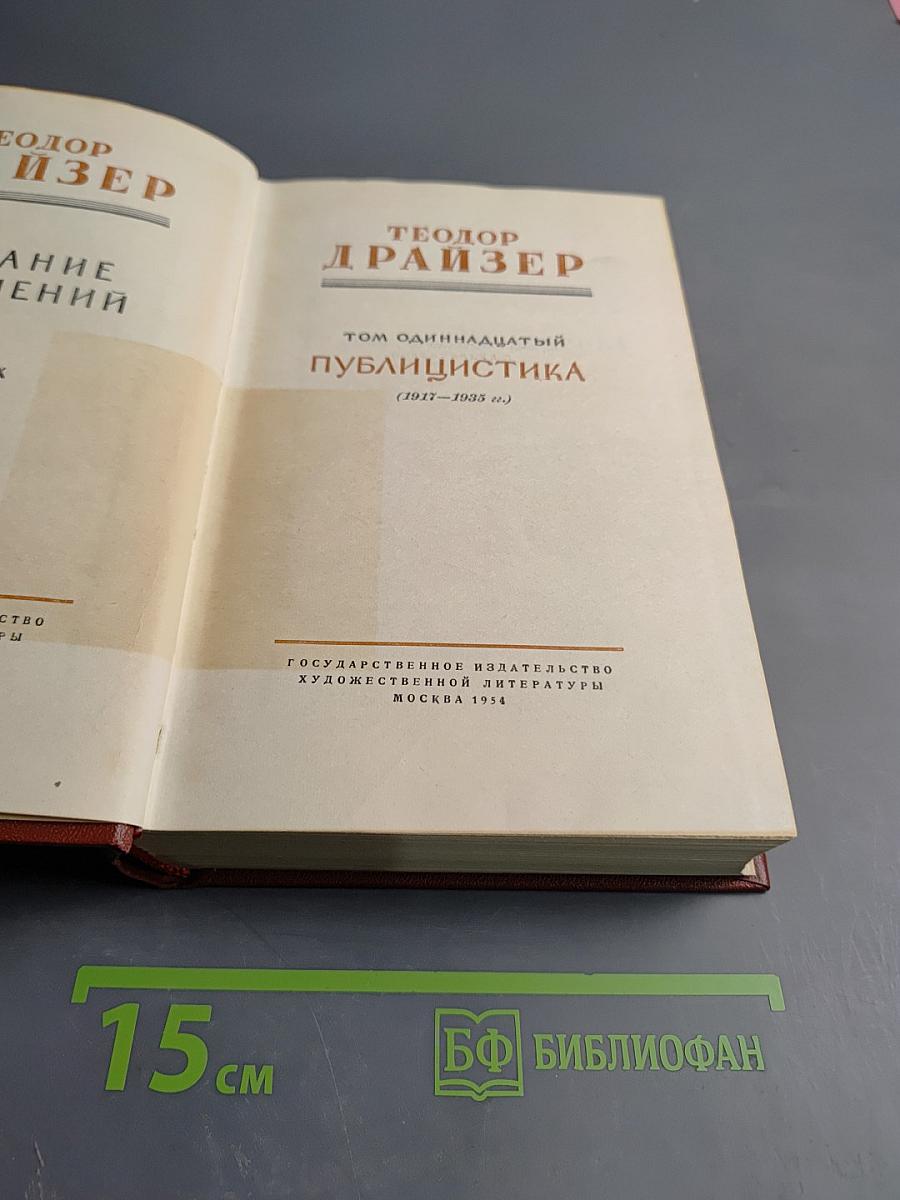 ТЕОДОР
ДРАЙЗЕР
ТОМ ОДИННАДЦАТЫЙ
ПУБЛИЦИСТИКА
(1917—1935 гг.)
ГОСУДАРСТВЕННОЕ ИЗДАТЕЛЬСТВО
ХУДОЖЕСТВЕННОЙ ЛИТЕРАТУРЫ
МОСКВА 1954
15 см
БФ БИБЛИОФАН